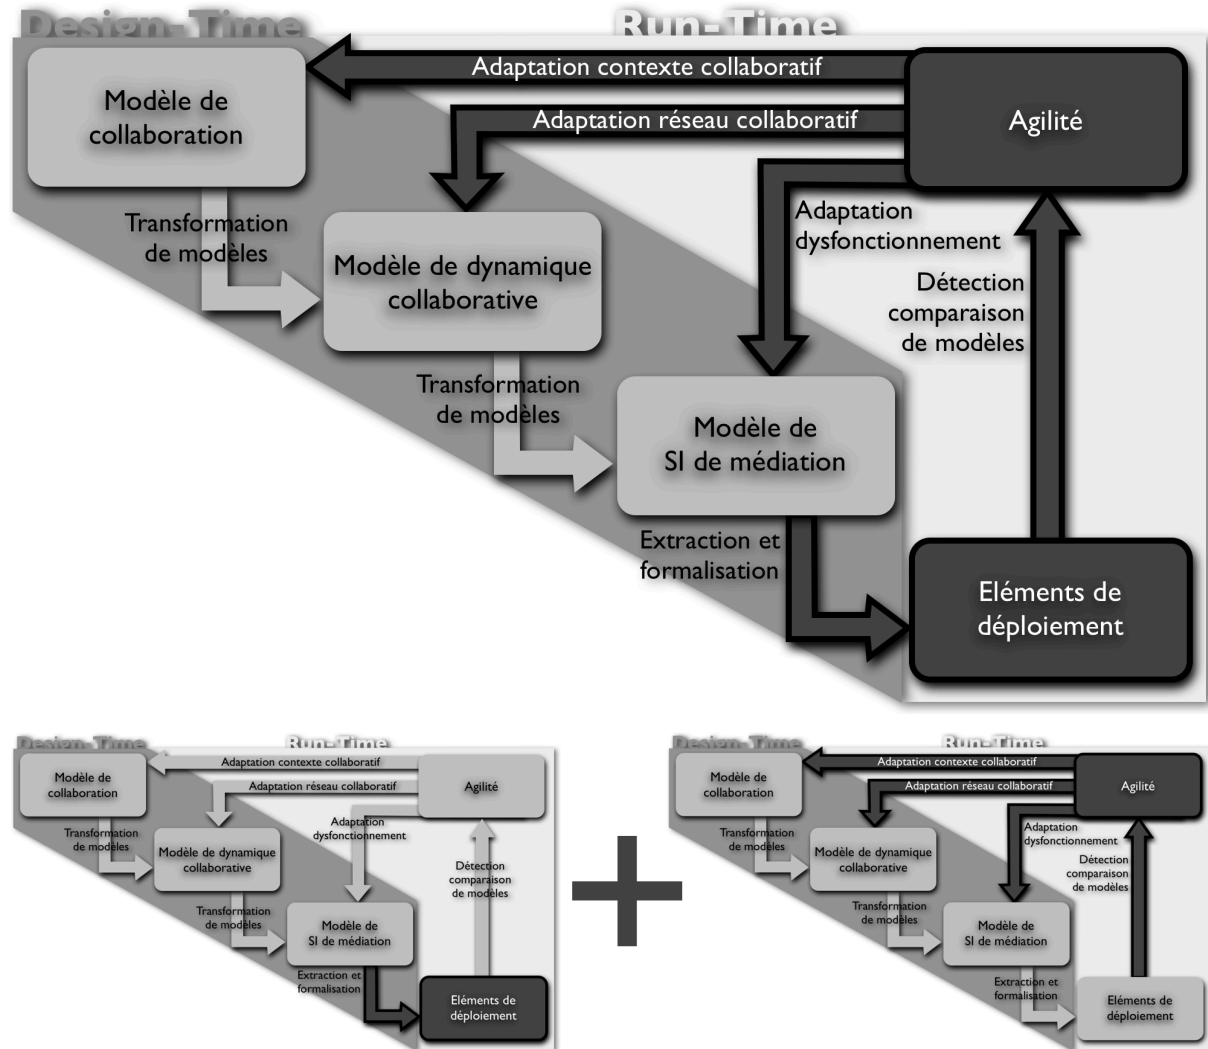 Design-Time
Run-Time
Adaptation contexte collaboratif
Modèle de
collaboration
Adaptation réseau collaboratif
Agilité
Transformation
de modèles
Adaptation
dysfonctionnement
Modèle de dynamique
collaborative
Détection
comparaison
de modèles
Transformation
de modèles
Modèle de
SI de médiation
Extraction et
formalisation
Eléments de
déploiement
Design-Time
Run-Time
Adaptation contexte collaboratif
Modèle de
collaboration
Adaptation réseau collaboratif
Agilité
Transformation
de modèles
Adaptation
dysfonctionnement
Modèle de dynamique
collaborative
Détection
comparaison
de modèles
Transformation
de modèles
Modèle de
SI de médiation
Extraction et
formalisation
Eléments de
déploiement
Design-Time
Run-Time
Adaptation contexte collaboratif
Modèle de
collaboration
Adaptation réseau collaboratif
Agilité
Transformation
de modèles
Adaptation
dysfonctionnement
Modèle de dynamique
collaborative
Détection
comparaison
de modèles
Transformation
de modèles
Modèle de
SI de médiation
Extraction et
formalisation
Eléments de
déploiement